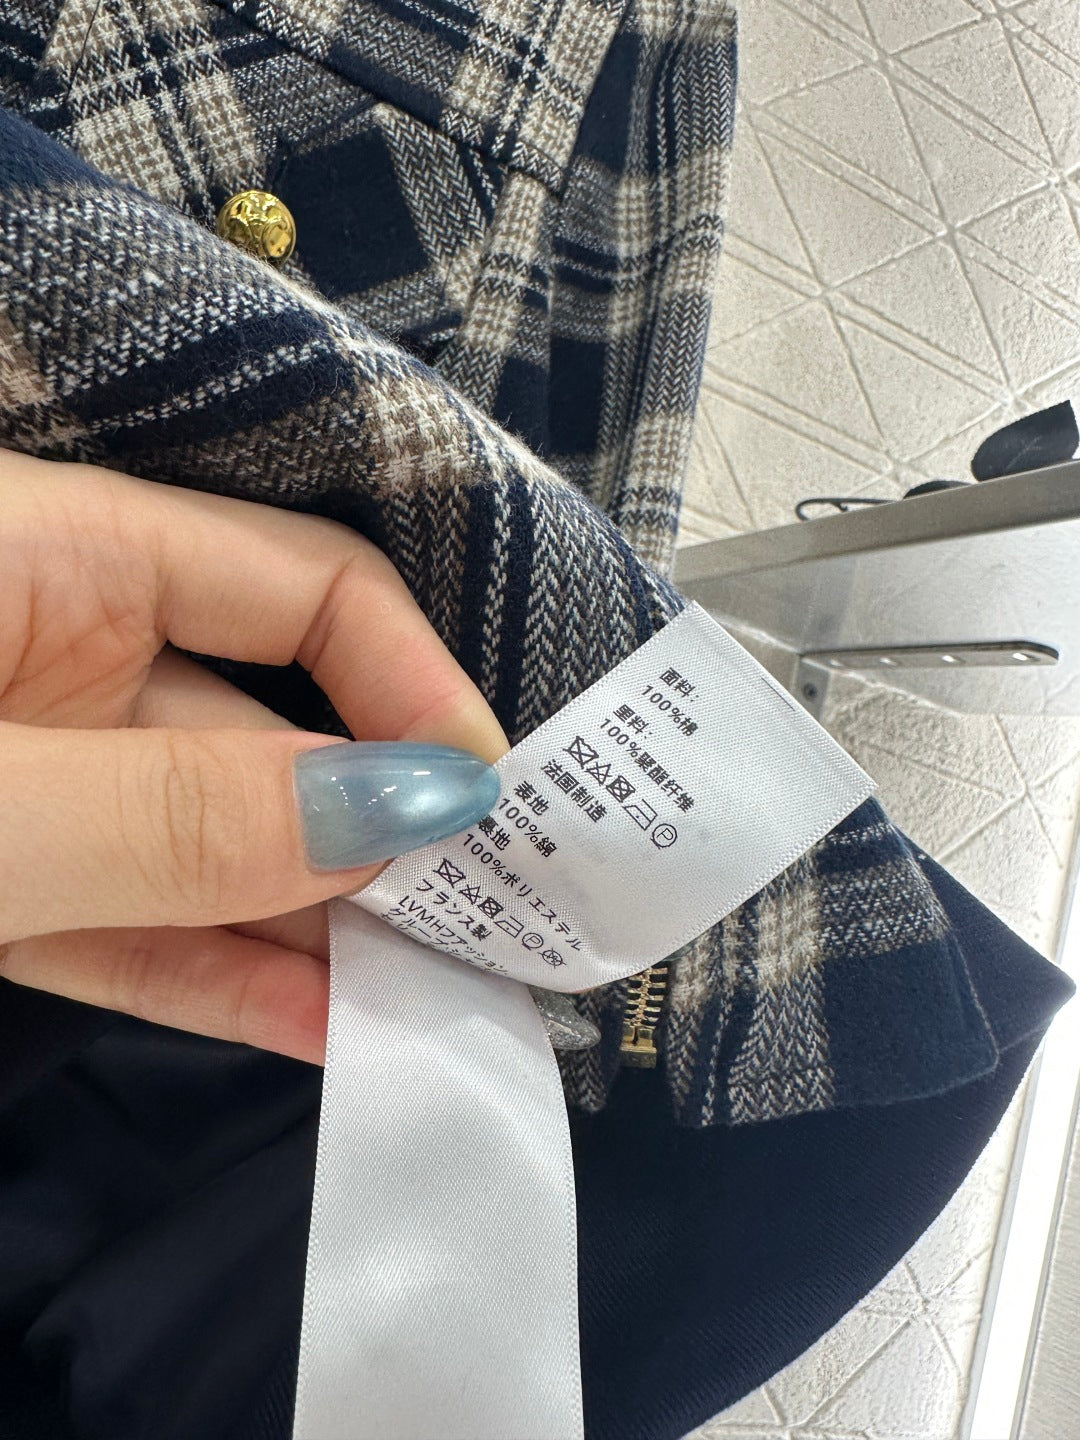 面料:
100%棉
里料:
100%聚酯纤维
法国制造
表地
100%綿
裏地
100%ポリエステル
フランス製
LVMHファッション